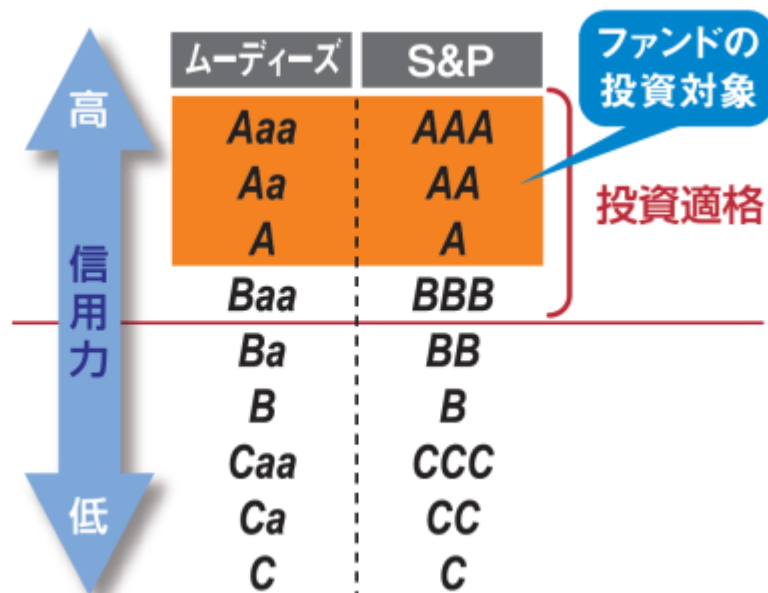 高
信用力
低
ムーディーズ S&P
Aaa AAA
Aa AA
A A
Baa BBB
Ba BB
B B
Caa CCC
Ca CC
C C
ファンドの
投資対象
投資適格